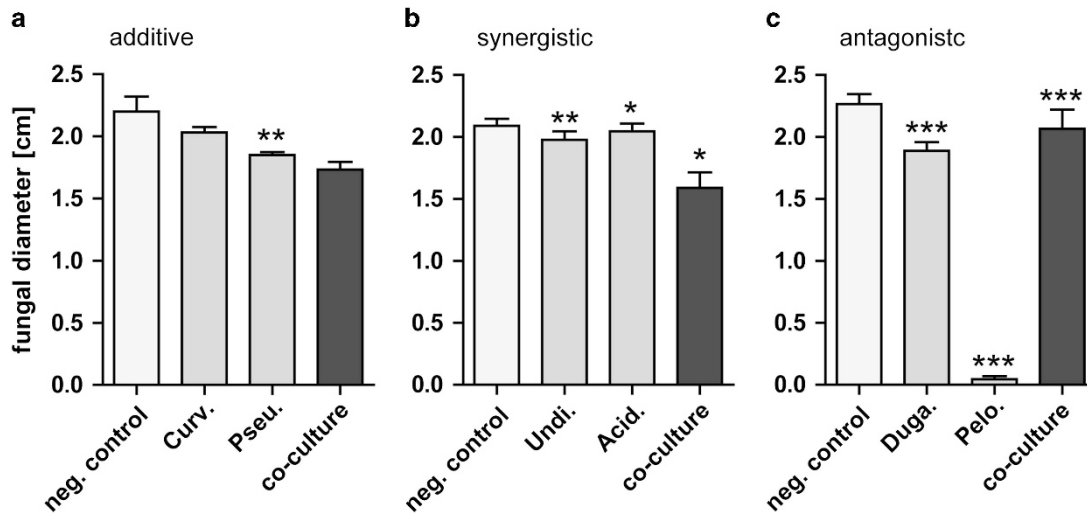 a
additive
fungal diameter [cm]
2.5
2.0
1.5
1.0
0.5
0.0
**
neg. control
Curv.
Pseu.
co-culture
b
synergistic
2.5
2.0
1.5
1.0
0.5
0.0
**
*
*
neg. control
Undi.
Acid.
co-culture
c
antagonistc
2.5
2.0
1.5
1.0
0.5
0.0
***
***
***
neg. control
Duga.
Pelo.
co-culture